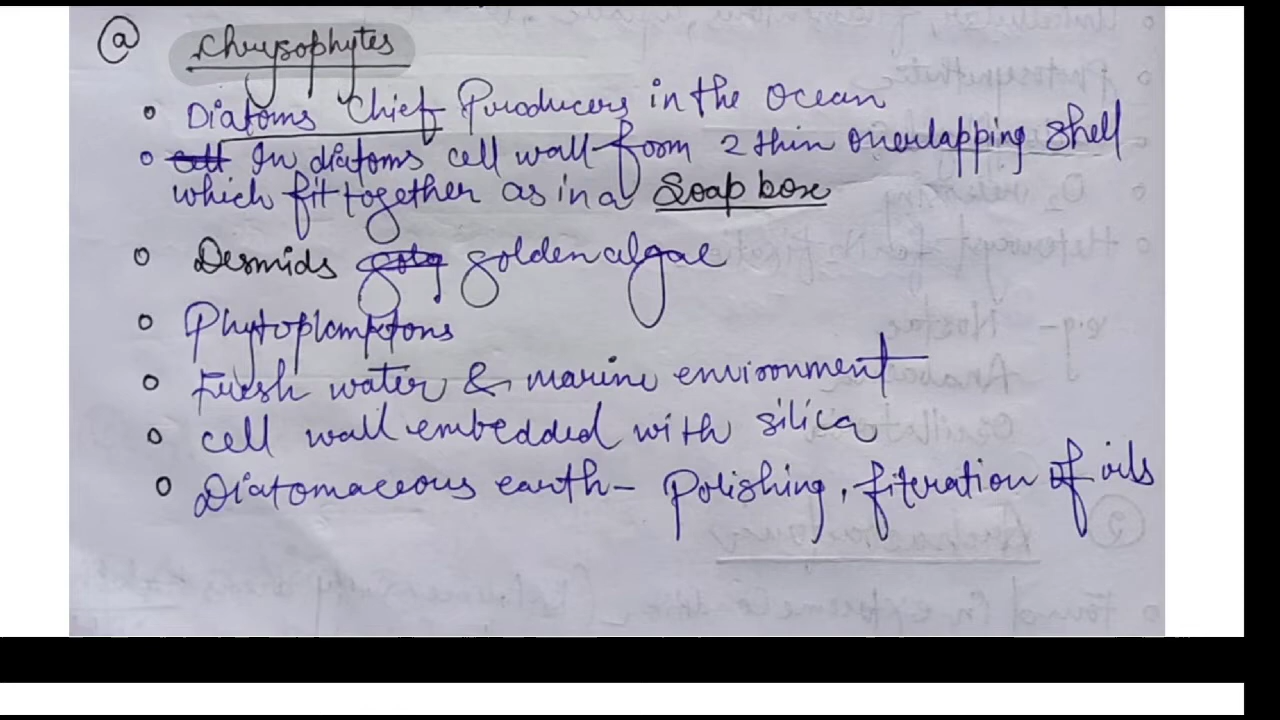 ⓐ Chrysophytes
• Diatoms Chief Producers in the ocean
• In diatoms cell wall form 2 thin overlapping shell
which fit together as in a Soap box
• Desmids golden algae
• Phytoplamktons
• Fresh water & marine environment
• cell wall embedded with silica
• Diatomaceous earth - Polishing, fiteration of oils